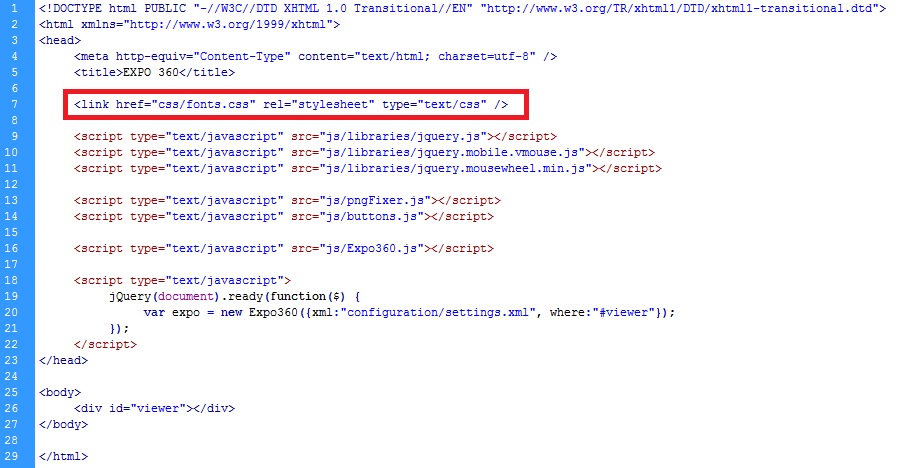 1 <!DOCTYPE html PUBLIC "-//W3C//DTD XHTML 1.0 Transitional//EN" "http://www.w3.org/TR/xhtml1/DTD/xhtml1-transitional.dtd">
2 <html xmlns="http://www.w3.org/1999/xhtml">
3 <head>
4 <meta http-equiv="Content-Type" content="text/html; charset=utf-8" />
5 <title>EXPO 360</title>
6
7 <link href="css/fonts.css" rel="stylesheet" type="text/css" />
8
9 <script type="text/javascript" src="js/libraries/jquery.js"></script>
10 <script type="text/javascript" src="js/libraries/jquery.mobile.vmouse.js"></script>
11 <script type="text/javascript" src="js/libraries/jquery.mousewheel.min.js"></script>
12
13 <script type="text/javascript" src="js/pngFixer.js"></script>
14 <script type="text/javascript" src="js/buttons.js"></script>
15
16 <script type="text/javascript" src="js/Expo360.js"></script>
17
18 <script type="text/javascript">
19 jQuery(document).ready(function($) {
20 var expo = new Expo360({xml:"configuration/settings.xml", where:"#viewer"});
21 });
22 </script>
23 </head>
24
25 <body>
26 <div id="viewer"></div>
27 </body>
28
29 </html>